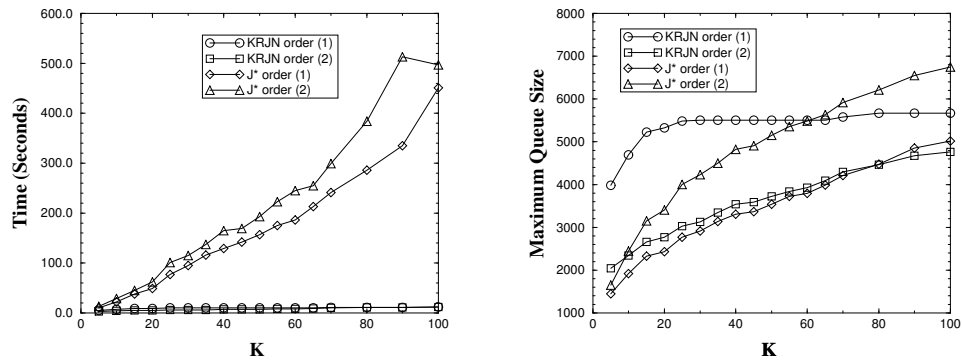 600.0
500.0
400.0
300.0
200.0
100.0
0.0
Time (Seconds)
KRJN order (1)
KRJN order (2)
J* order (1)
J* order (2)
0
20
40
60
80
100
K
8000
7000
6000
5000
4000
3000
2000
1000
Maximum Queue Size
KRJN order (1)
KRJN order (2)
J* order (1)
J* order (2)
0
20
40
60
80
100
K